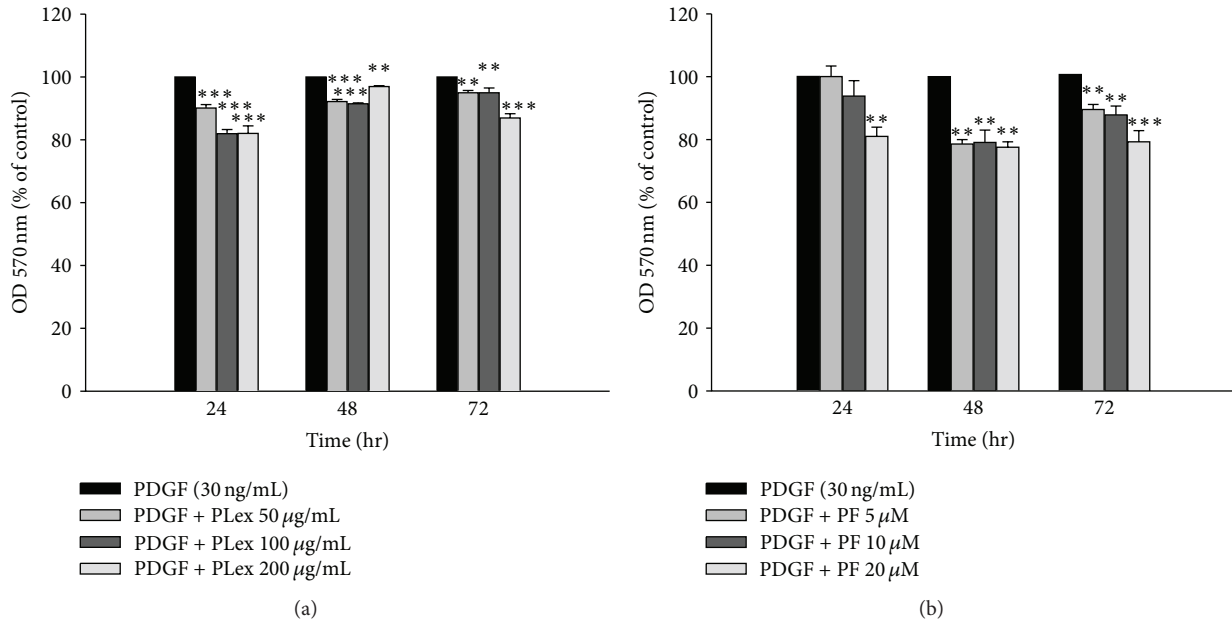 120
100
80
60
40
20
0
OD 570 nm (% of control)
***
***
***
***
***
**
**
**
***
24
48
72
Time (hr)
PDGF (30 ng/mL)
PDGF + PLex 50 μg/mL
PDGF + PLex 100 μg/mL
PDGF + PLex 200 μg/mL
(a)
120
100
80
60
40
20
0
OD 570 nm (% of control)
**
**
**
**
**
**
***
24
48
72
Time (hr)
PDGF (30 ng/mL)
PDGF + PF 5 μM
PDGF + PF 10 μM
PDGF + PF 20 μM
(b)